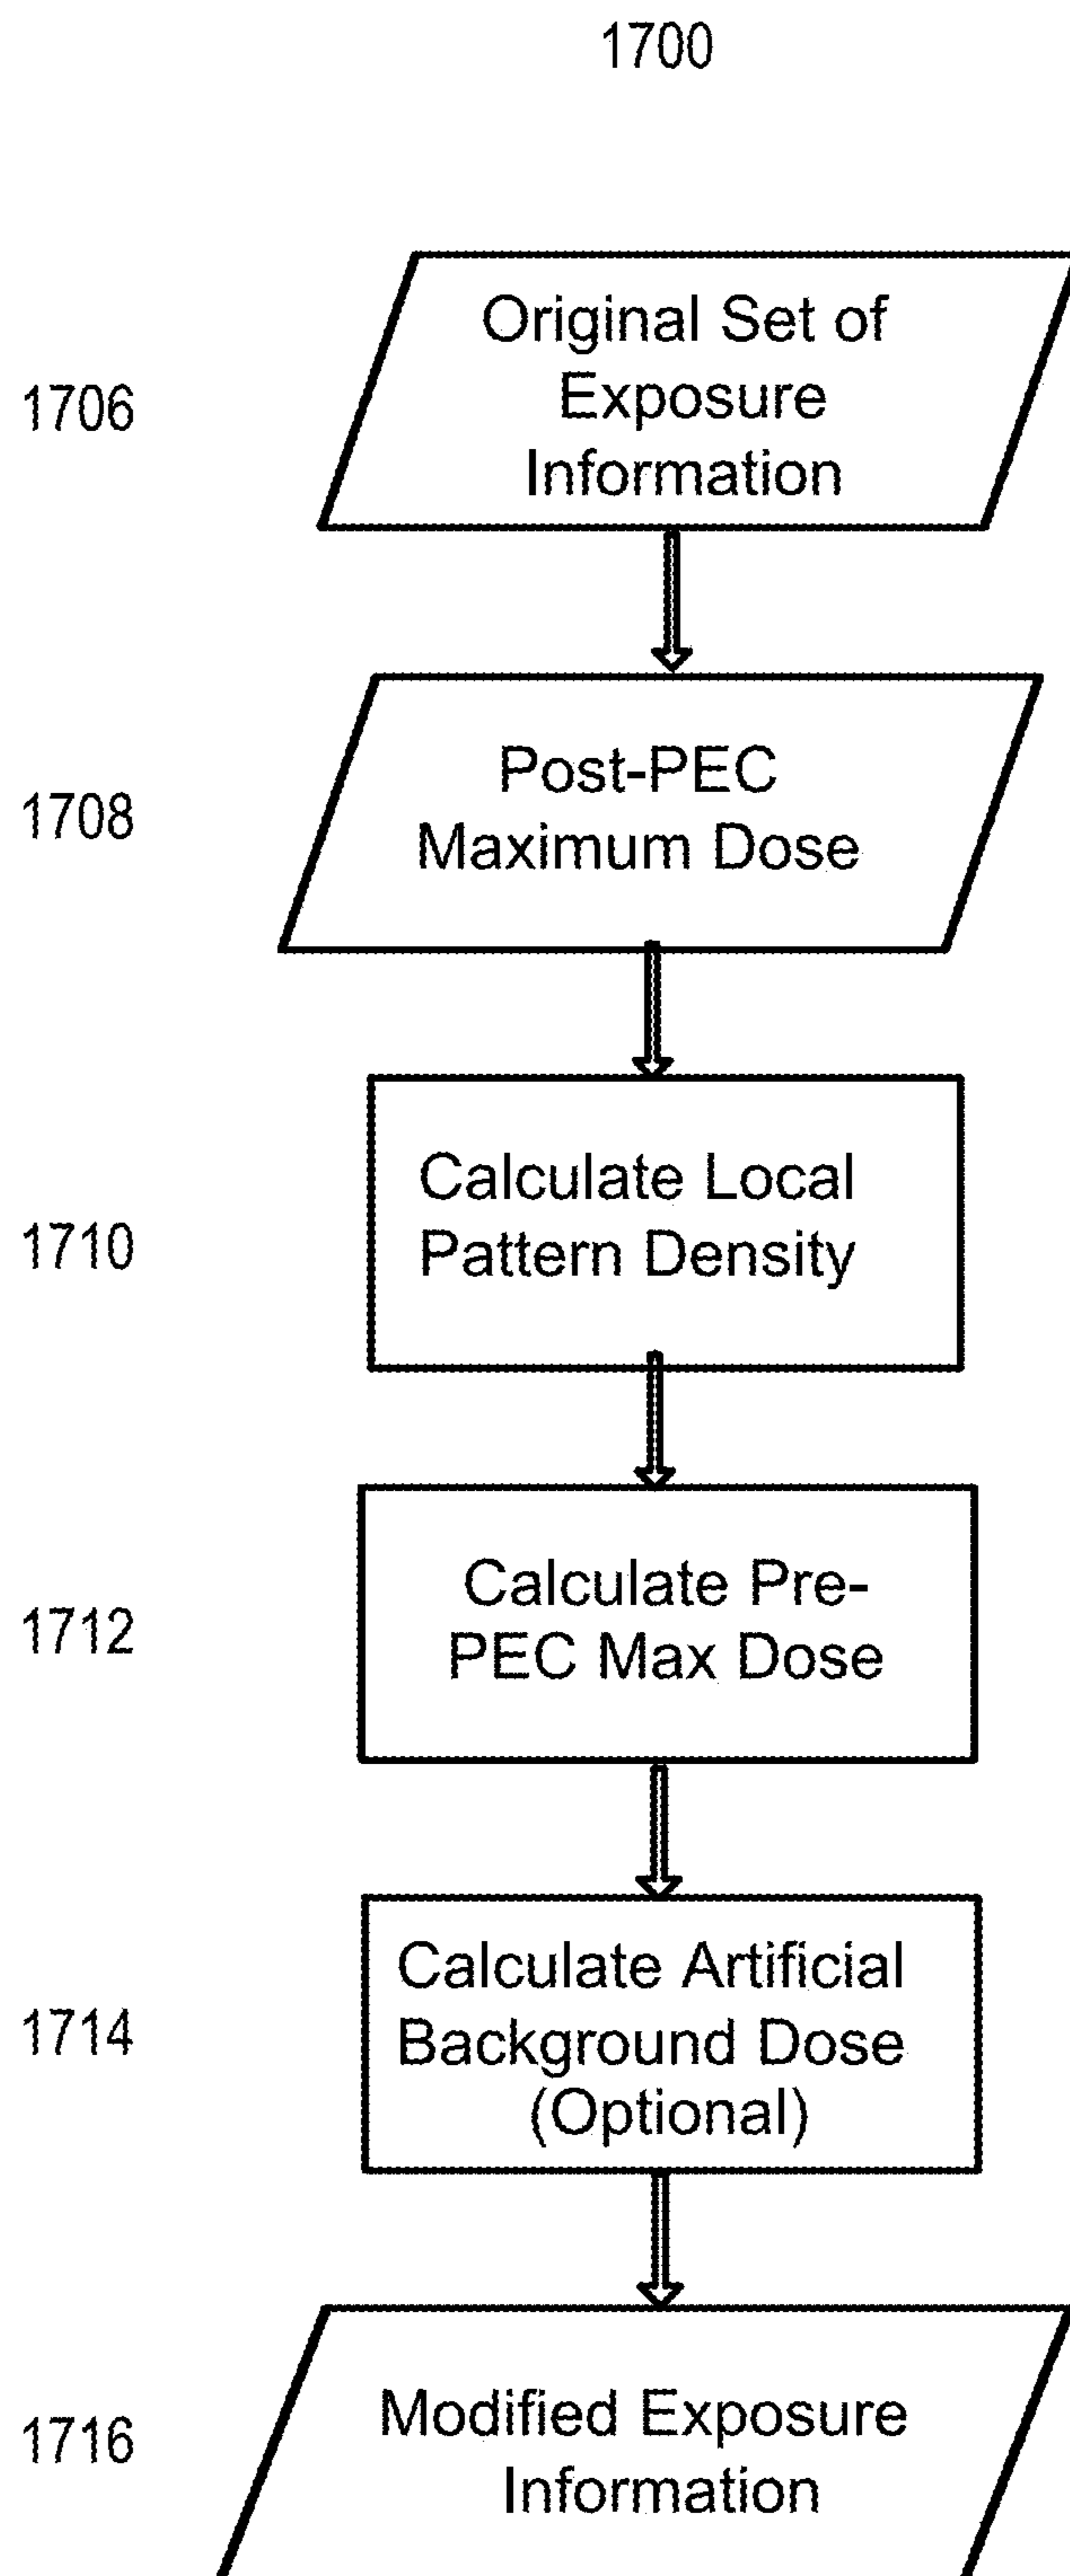 1700
1706
Original Set of
Exposure
Information
1708
Post-PEC
Maximum Dose
1710
Calculate Local
Pattern Density
1712
Calculate Pre-
PEC Max Dose
1714
Calculate Artificial
Background Dose
(Optional)
1716
Modified Exposure
Information